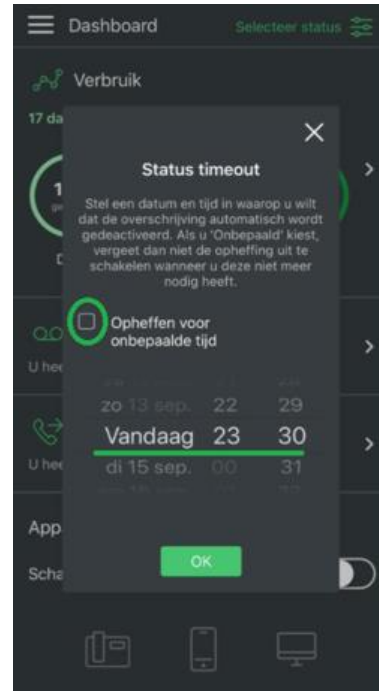 Dashboard
Selecteer status
Verbruik
17 da
Status timeout
Stel een datum en tijd in waarop u wilt
dat de overschrijving automatisch wordt
gedeactiveerd. Als u 'Onbepaald' kiest,
vergeet dan niet de opheffing uit te
schakelen wanneer u deze niet meer
nodig heeft.
Opheffen voor
onbepaalde tijd
U hee
zo 13 sep. 22 29
Vandaag 23 30
di 15 sep. 00 31
U hee
App
OK
Scha